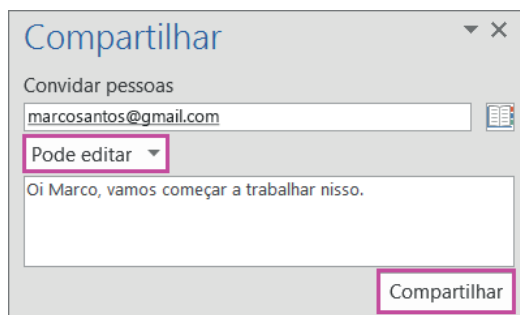 Compartilhar
Convidar pessoas
marcosantos@gmail.com
Pode editar
Oi Marco, vamos começar a trabalhar nisso.
Compartilhar